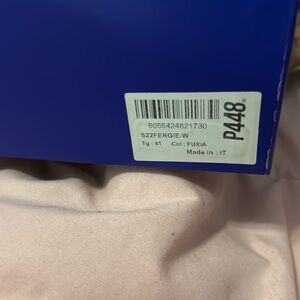 8056424821730
S22FERGIE-W
Tg : 41 Col.: FUXIA
Made in : IT
P448.